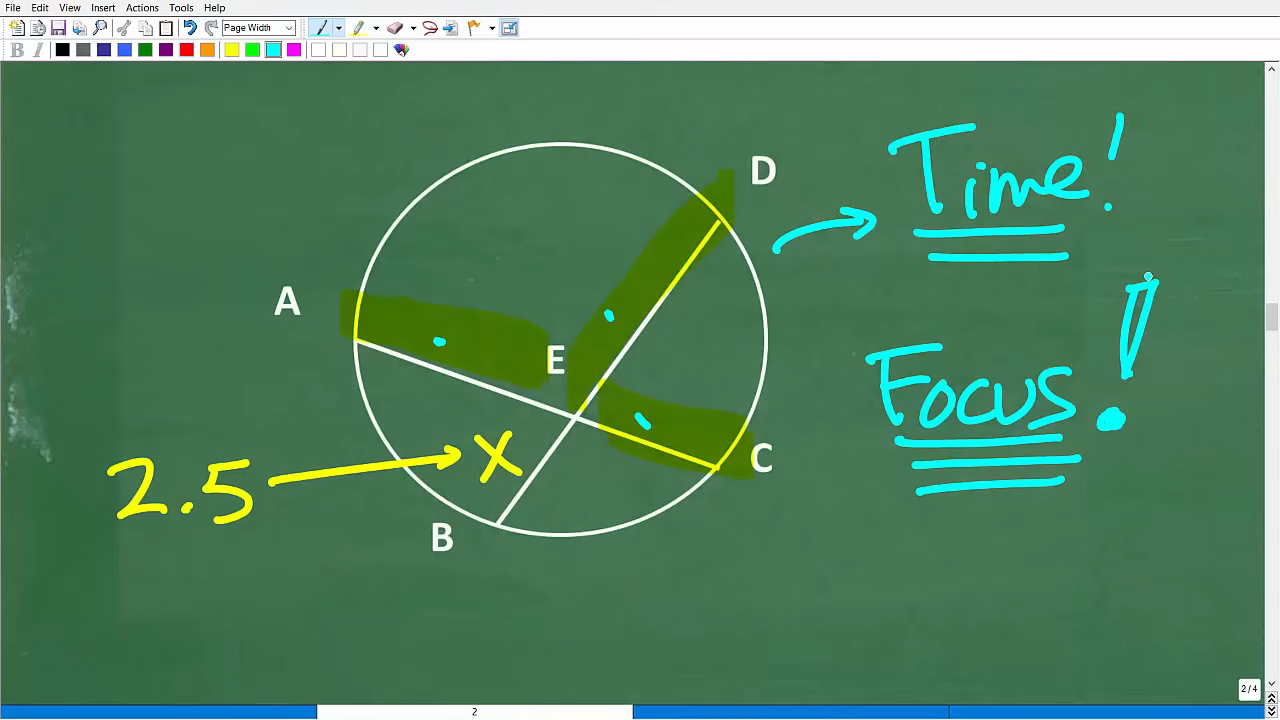 File Edit View Insert Actions Tools Help
Page Width
B I
D
Time!
A
E
Focus!
C
X
2.5
B
2/4
2